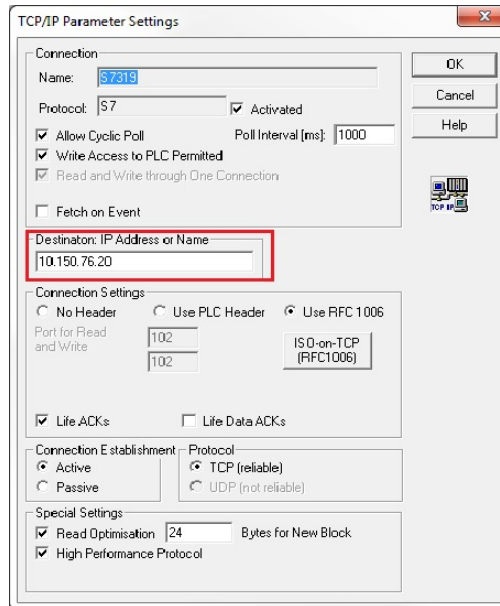 TCP/IP Parameter Settings
Connection
Name: S7319
Protocol: S7
Activated
Allow Cyclic Poll
Poll Interval [ms]: 1000
Write Access to PLC Permitted
Read and Write through One Connection
Fetch on Event
OK
Cancel
Help
TCP IP
Destinaton: IP Address or Name
10.150.76.20
Connection Settings
No Header Use PLC Header Use RFC 1006
Port for Read
and Write
102
102
ISO-on-TCP
(RFC1006)
Life ACKs Life Data ACKs
Connection Establishment
Active
Passive
Protocol
TCP (reliable)
UDP (not reliable)
Special Settings
Read Optimisation 24 Bytes for New Block
High Performance Protocol